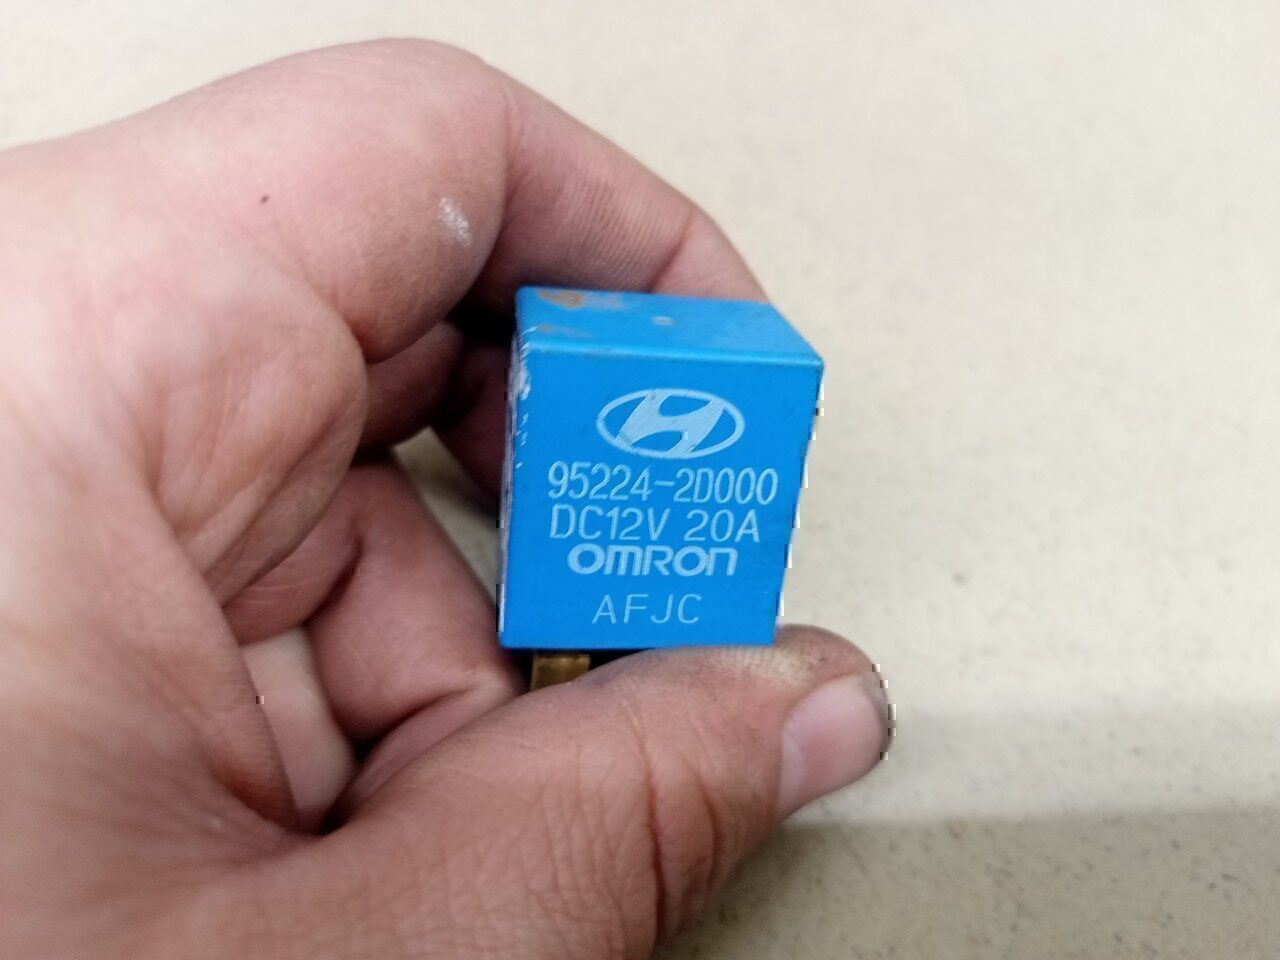 95224-2D000
DC12V 20A
OMRON
AFJC